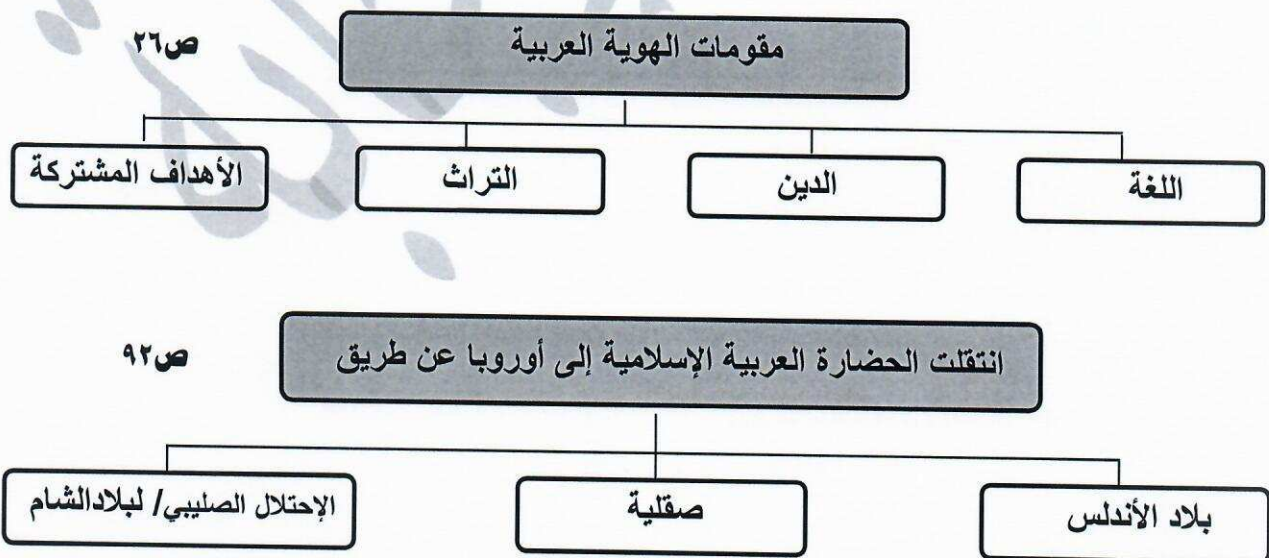 مقومات الهوية العربية
ص٢٦
اللغة
الدين
التراث
الأهداف المشتركة
انتقلت الحضارة العربية الإسلامية إلى أوروبا عن طريق
ص٩٢
بلاد الأندلس
صقلية
الإحتلال الصليبي/ لبلادالشام